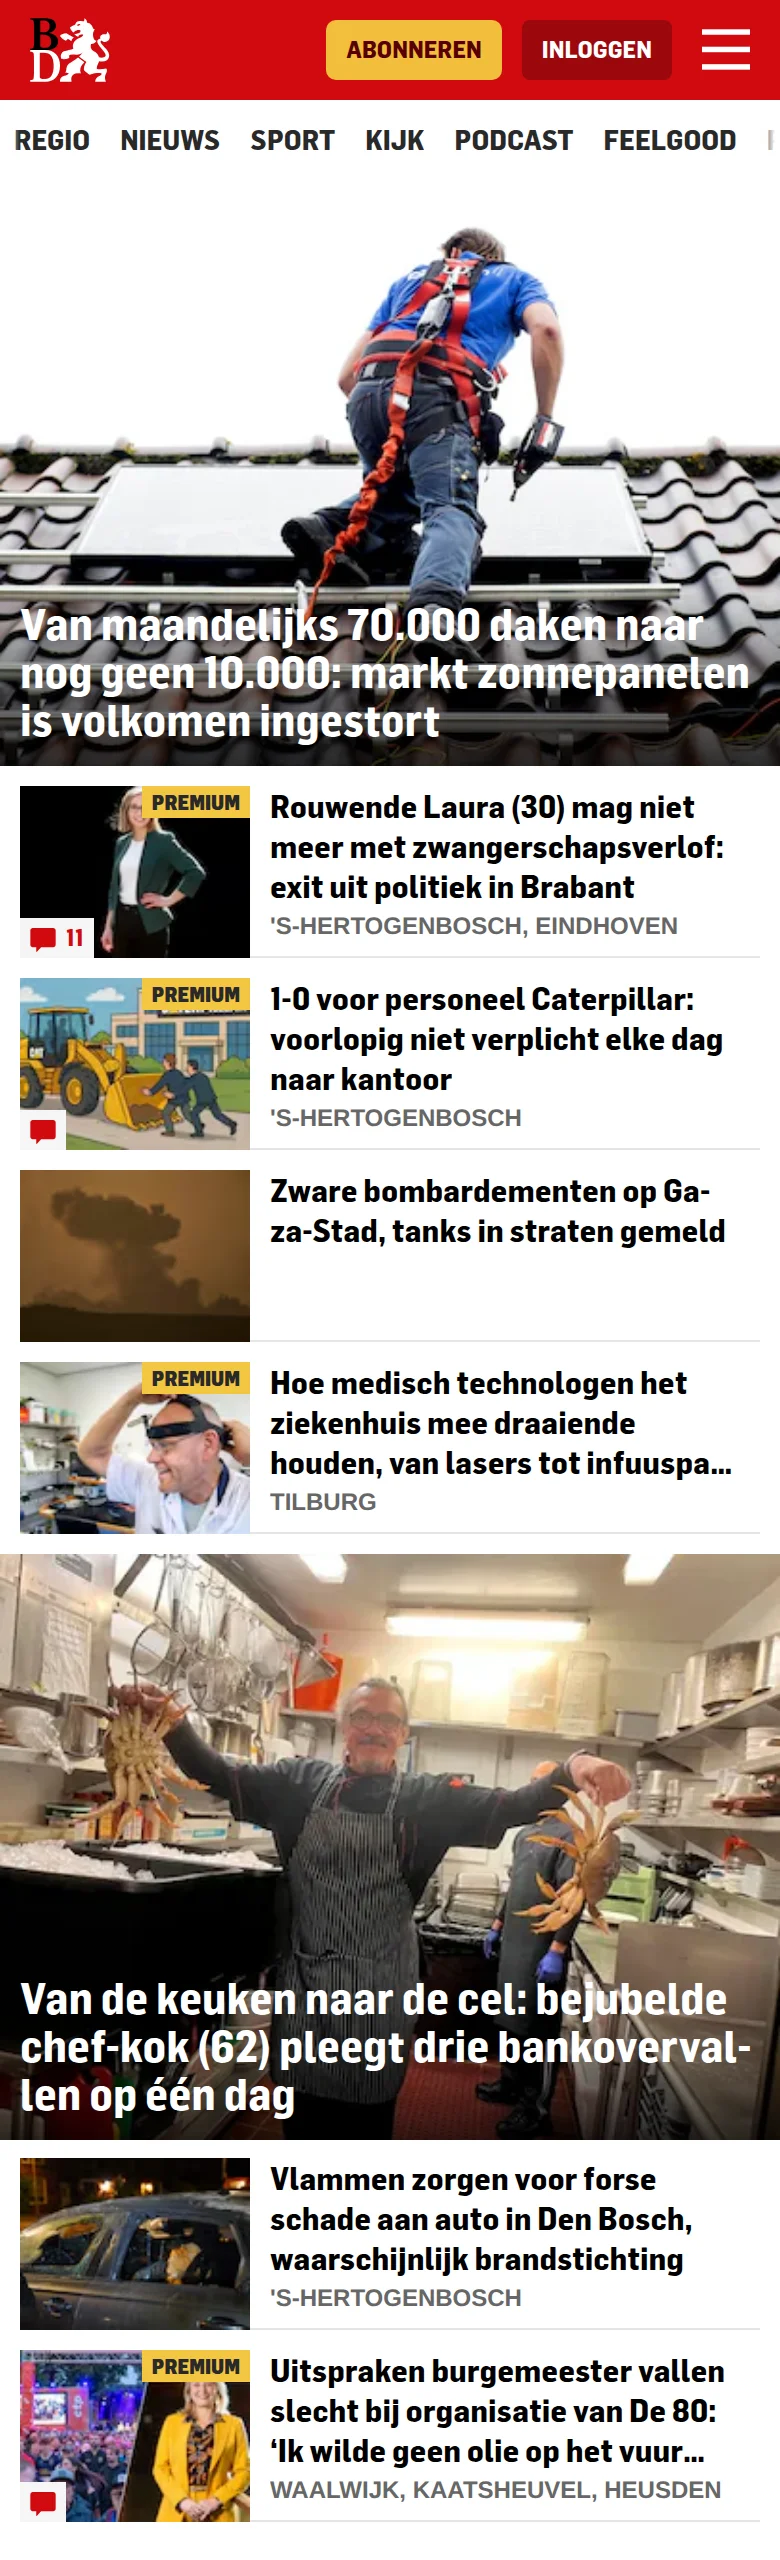 BD
ABONNEREN
INLOGGEN
REGIO NIEUWS SPORT KIJK PODCAST FEELGOOD
Van maandelijks 70.000 daken naar
nog geen 10.000: markt zonnepanelen
is volkomen ingestort
PREMIUM
11
Rouwende Laura (30) mag niet
meer met zwangerschapsverlof:
exit uit politiek in Brabant
'S-HERTOGENBOSCH, EINDHOVEN
PREMIUM
1-0 voor personeel Caterpillar:
voorlopig niet verplicht elke dag
naar kantoor
'S-HERTOGENBOSCH
Zware bombardementen op Ga-
za-Stad, tanks in straten gemeld
PREMIUM
Hoe medisch technologen het
ziekenhuis mee draaiende
houden, van lasers tot infuuspa...
TILBURG
Van de keuken naar de cel: bejubelde
chef-kok (62) pleegt drie bankoverval-
len op één dag
Vlammen zorgen voor forse
schade aan auto in Den Bosch,
waarschijnlijk brandstichting
'S-HERTOGENBOSCH
PREMIUM
Uitspraken burgemeester vallen
slecht bij organisatie van De 80:
‘Ik wilde geen olie op het vuur...
WAALWIJK, KAATSHEUVEL, HEUSDEN